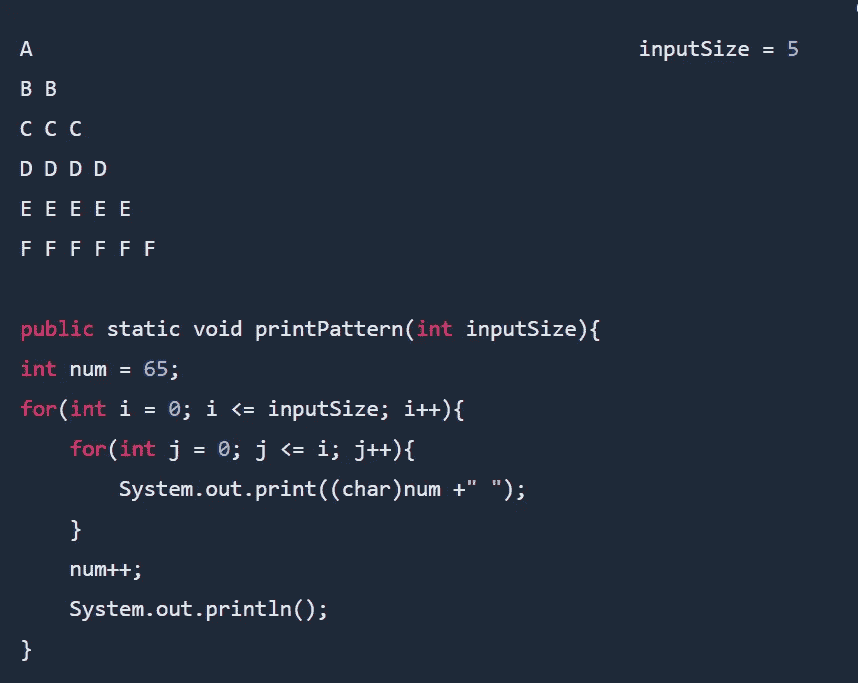 A inputSize = 5
B B
C C C
D D D D
E E E E E
F F F F F F
public static void printPattern(int inputSize){
int num = 65;
for(int i = 0; i <= inputSize; i++){
    for(int j = 0; j <= i; j++){
        System.out.print((char)num +" ");
    }
    num++;
    System.out.println();
}